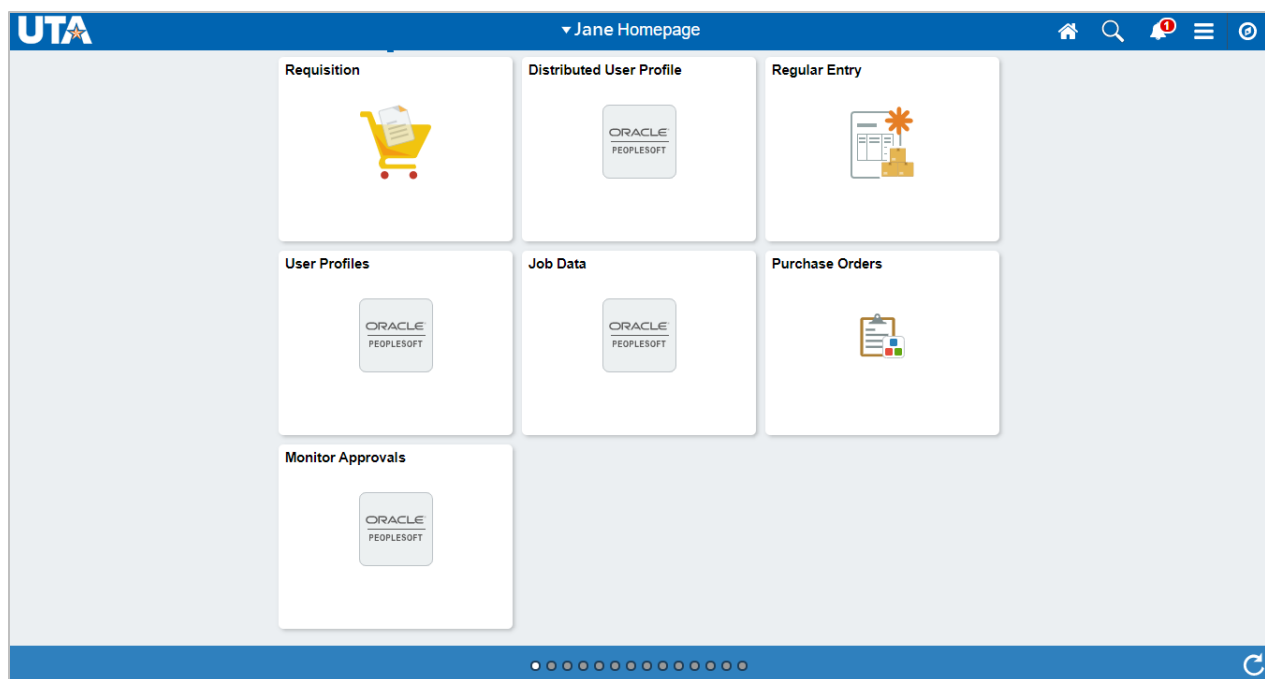 UTA
Jane Homepage
1
Requisition
Distributed User Profile
Regular Entry
ORACLE
PEOPLESOFT
User Profiles
Job Data
Purchase Orders
ORACLE
PEOPLESOFT
ORACLE
PEOPLESOFT
Monitor Approvals
ORACLE
PEOPLESOFT